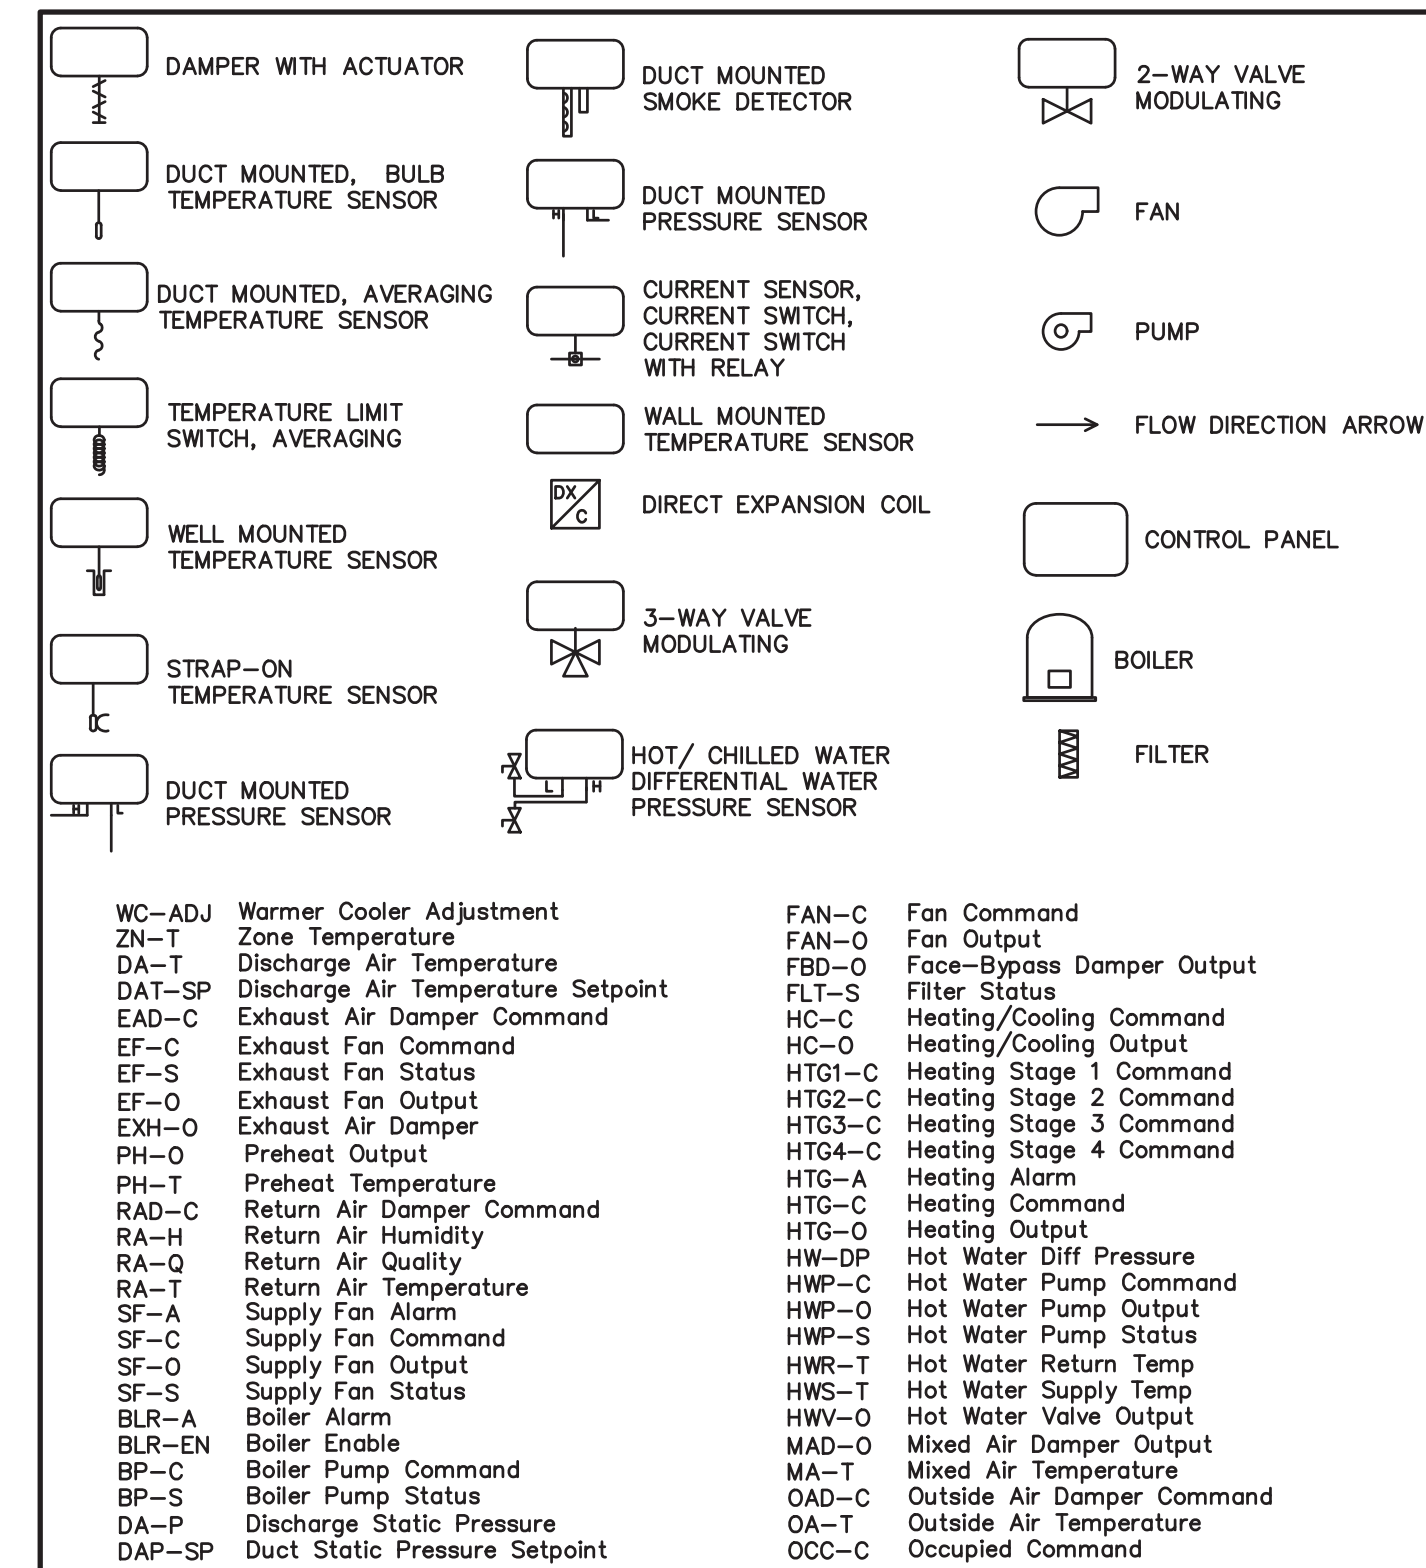 DAMPER WITH ACTUATOR
DUCT MOUNTED, BULB
TEMPERATURE SENSOR
DUCT MOUNTED, AVERAGING
TEMPERATURE SENSOR
TEMPERATURE LIMIT
SWITCH, AVERAGING
WELL MOUNTED
TEMPERATURE SENSOR
STRAP-ON
TEMPERATURE SENSOR
H L
DUCT MOUNTED
PRESSURE SENSOR
DUCT MOUNTED
SMOKE DETECTOR
H L
DUCT MOUNTED
PRESSURE SENSOR
CURRENT SENSOR,
CURRENT SWITCH,
CURRENT SWITCH
WITH RELAY
WALL MOUNTED
TEMPERATURE SENSOR
DX/C
DIRECT EXPANSION COIL
3-WAY VALVE
MODULATING
L H
HOT/ CHILLED WATER
DIFFERENTIAL WATER
PRESSURE SENSOR
2-WAY VALVE
MODULATING
FAN
PUMP
FLOW DIRECTION ARROW
CONTROL PANEL
BOILER
FILTER
WC-ADJ Warmer Cooler Adjustment
ZN-T Zone Temperature
DA-T Discharge Air Temperature
DAT-SP Discharge Air Temperature Setpoint
EAD-C Exhaust Air Damper Command
EF-C Exhaust Fan Command
EF-S Exhaust Fan Status
EF-O Exhaust Fan Output
EXH-O Exhaust Air Damper
PH-O Preheat Output
PH-T Preheat Temperature
RAD-C Return Air Damper Command
RA-H Return Air Humidity
RA-Q Return Air Quality
RA-T Return Air Temperature
SF-A Supply Fan Alarm
SF-C Supply Fan Command
SF-O Supply Fan Output
SF-S Supply Fan Status
BLR-A Boiler Alarm
BLR-EN Boiler Enable
BP-C Boiler Pump Command
BP-S Boiler Pump Status
DA-P Discharge Static Pressure
DAP-SP Duct Static Pressure Setpoint
FAN-C Fan Command
FAN-O Fan Output
FBD-O Face-Bypass Damper Output
FLT-S Filter Status
HC-C Heating/Cooling Command
HC-O Heating/Cooling Output
HTG1-C Heating Stage 1 Command
HTG2-C Heating Stage 2 Command
HTG3-C Heating Stage 3 Command
HTG4-C Heating Stage 4 Command
HTG-A Heating Alarm
HTG-C Heating Command
HTG-O Heating Output
HW-DP Hot Water Diff Pressure
HWP-C Hot Water Pump Command
HWP-O Hot Water Pump Output
HWP-S Hot Water Pump Status
HWR-T Hot Water Return Temp
HWS-T Hot Water Supply Temp
HWV-O Hot Water Valve Output
MAD-O Mixed Air Damper Output
MA-T Mixed Air Temperature
OAD-C Outside Air Damper Command
OA-T Outside Air Temperature
OCC-C Occupied Command